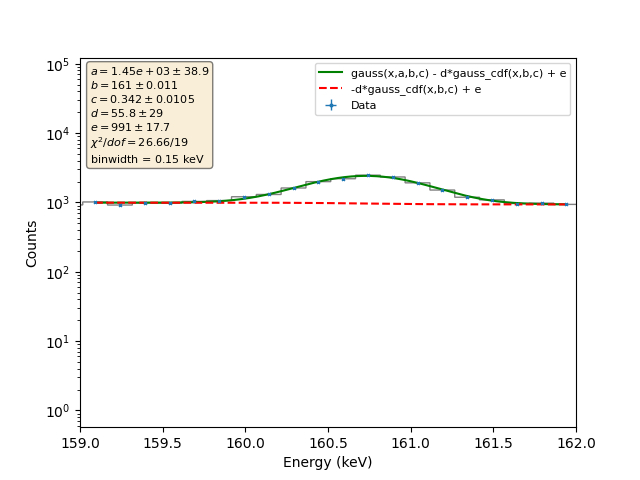 a = 1.45e + 03 ± 38.9
b = 161 ± 0.011
c = 0.342 ± 0.0105
d = 55.8 ± 29
e = 991 ± 17.7
χ²/dof = 26.66/19
binwidth = 0.15 keV
gauss(x,a,b,c) - d*gauss_cdf(x,b,c) + e
-d*gauss_cdf(x,b,c) + e
Data
10⁵
10⁴
10³
10²
10¹
10⁰
Counts
159.0 159.5 160.0 160.5 161.0 161.5 162.0
Energy (keV)